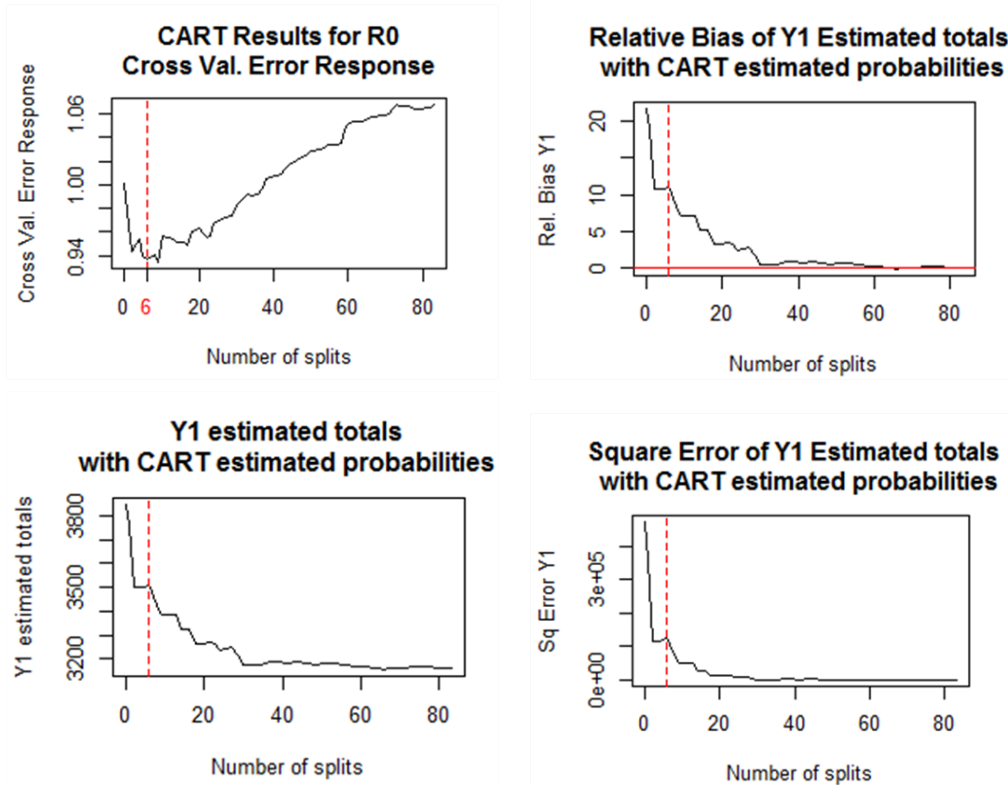 CART Results for R0
Cross Val. Error Response
Cross Val. Error Response
1.06
1.00
0.94
0 6 20 40 60 80
Number of splits
Relative Bias of Y1 Estimated totals
with CART estimated probabilities
Rel. Bias Y1
20
10
5
0
0 20 40 60 80
Number of splits
Y1 estimated totals
with CART estimated probabilities
Y1 estimated totals
3800
3500
3200
0 20 40 60 80
Number of splits
Square Error of Y1 Estimated totals
with CART estimated probabilities
Sq Error Y1
3e+05
0e+00
0 20 40 60 80
Number of splits